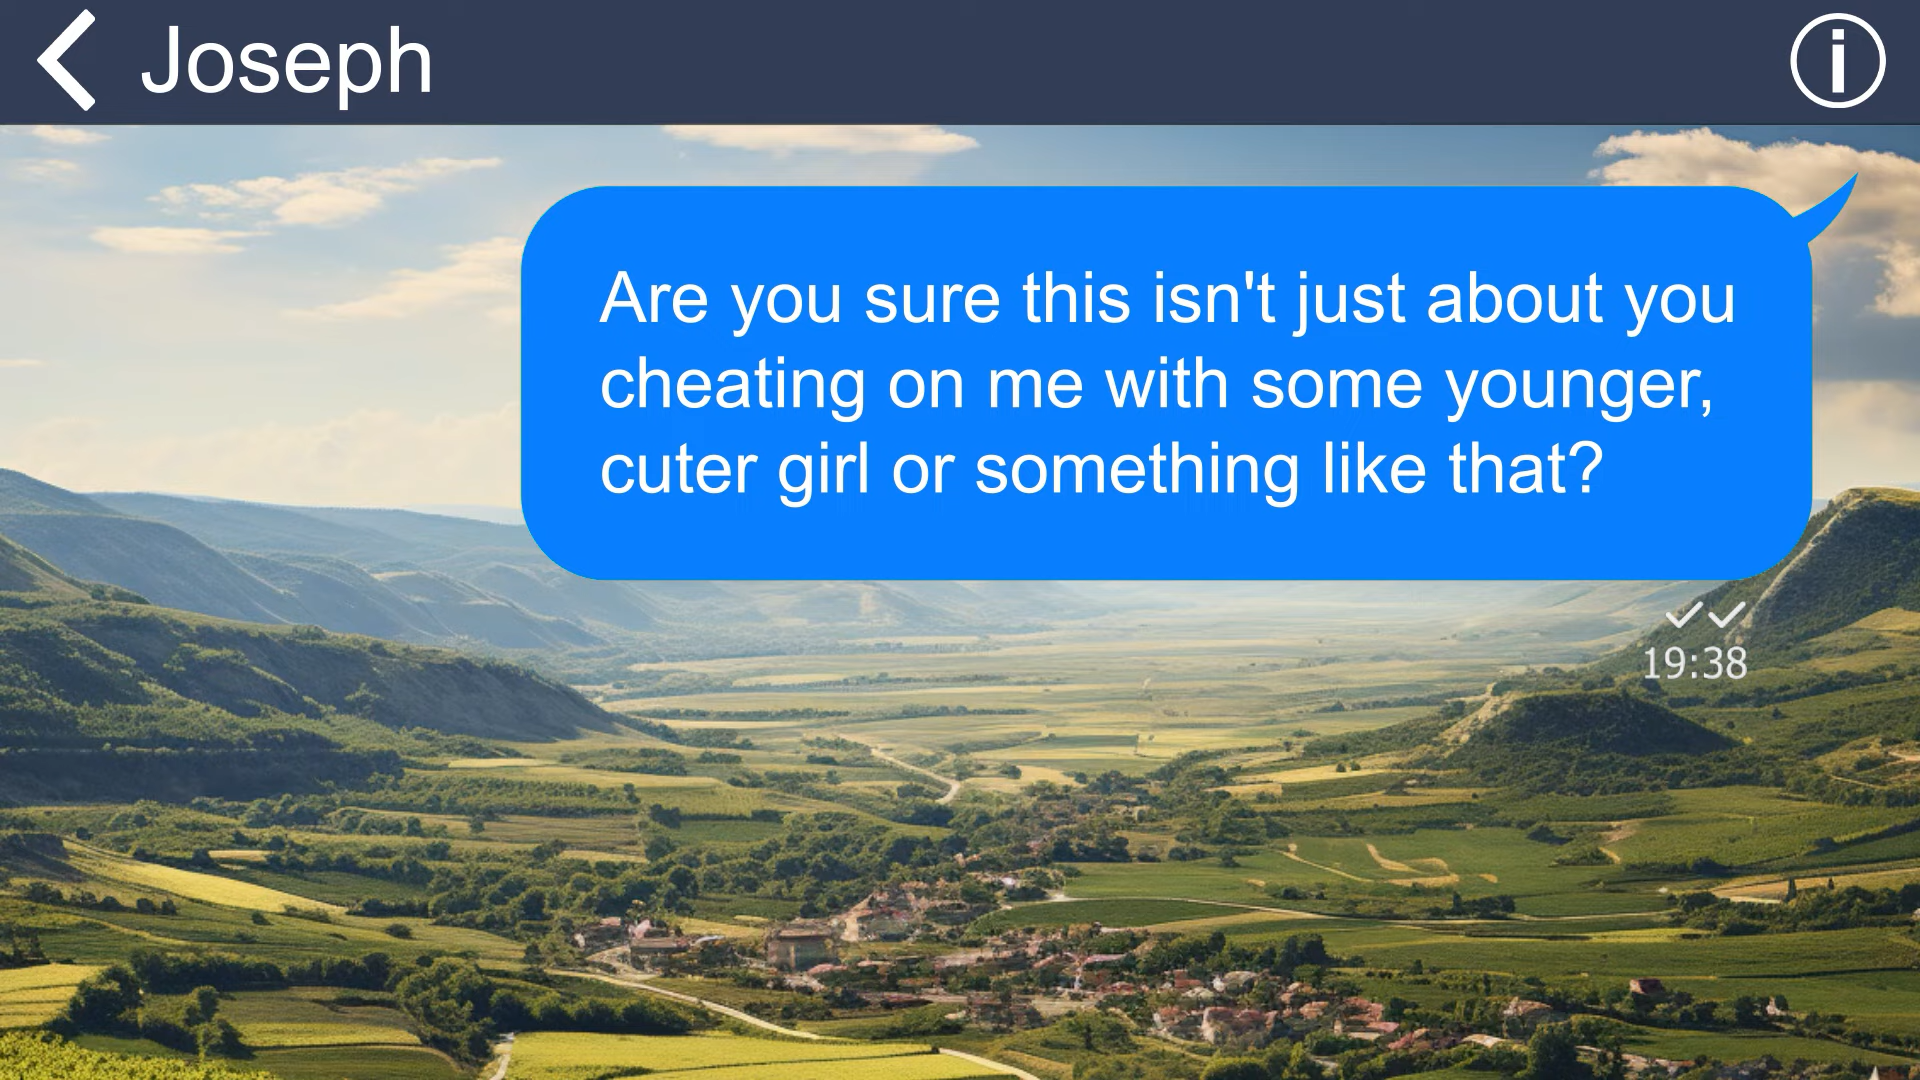 Joseph
Are you sure this isn't just about you
cheating on me with some younger,
cuter girl or something like that?
19:38